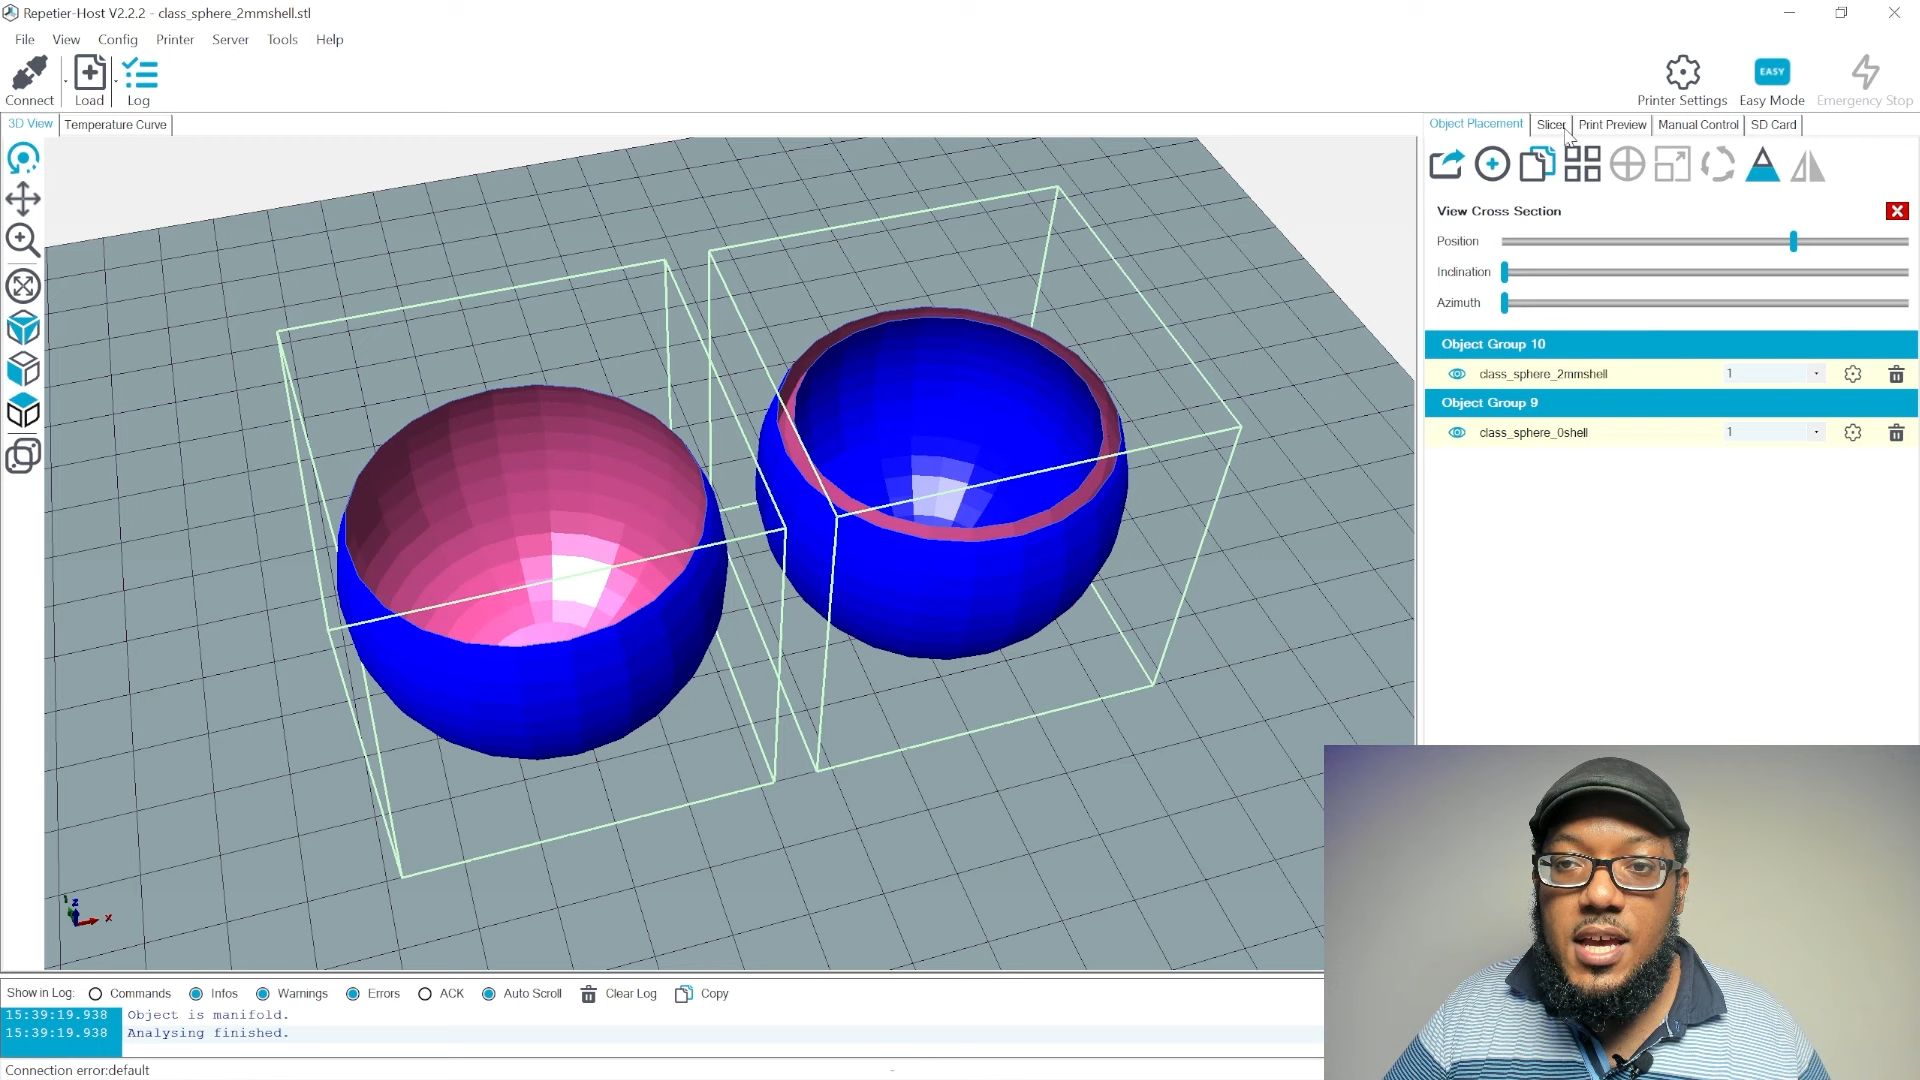 Repetier-Host V2.2.2 - class_sphere_2mmshell.stl
File View Config Printer Server Tools Help
Connect Load Log
EASY
Printer Settings Easy Mode Emergency Stop
3D View Temperature Curve
Object Placement Slicer Print Preview Manual Control SD Card
View Cross Section
Position
Inclination
Azimuth
Object Group 10
class_sphere_2mmshell 1
Object Group 9
class_sphere_0shell 1
z
x
Show in Log: Commands Infos Warnings Errors ACK Auto Scroll Clear Log Copy
15:39:19.938 Object is manifold.
15:39:19.938 Analysing finished.
Connection error:default -